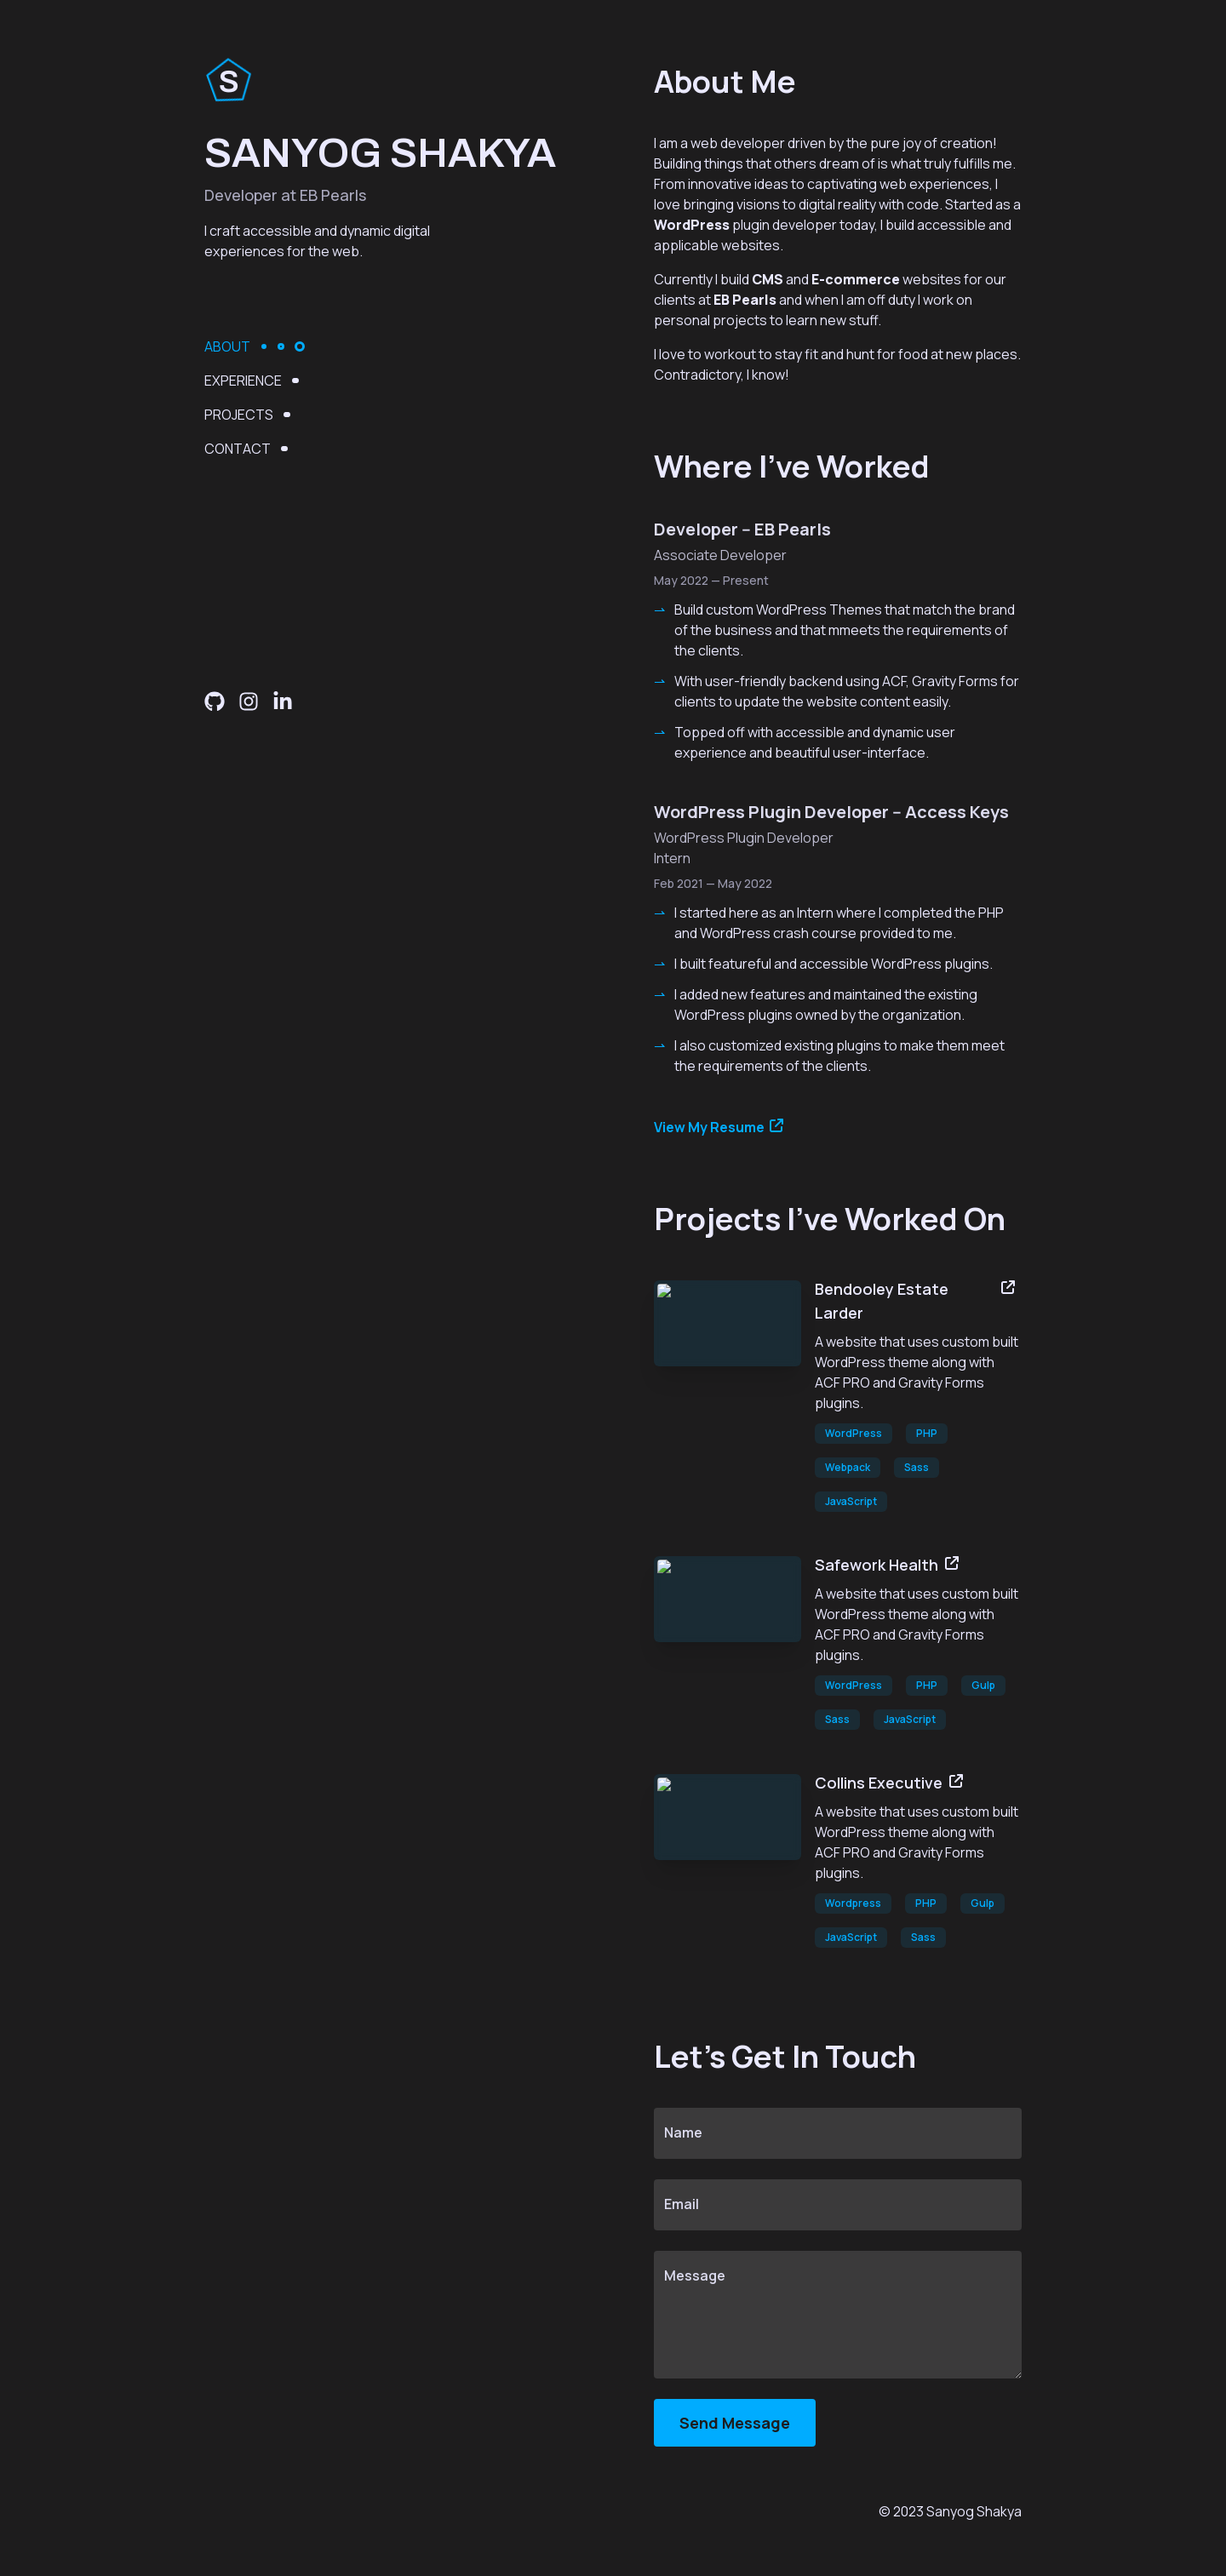 S
SANYOG SHAKYA
Developer at EB Pearls
I craft accessible and dynamic digital
experiences for the web.
ABOUT
EXPERIENCE
PROJECTS
CONTACT
About Me
I am a web developer driven by the pure joy of creation!
Building things that others dream of is what truly fulfills me.
From innovative ideas to captivating web experiences, I
love bringing visions to digital reality with code. Started as a
WordPress plugin developer today, I build accessible and
applicable websites.
Currently I build CMS and E-commerce websites for our
clients at EB Pearls and when I am off duty I work on
personal projects to learn new stuff.
I love to workout to stay fit and hunt for food at new places.
Contradictory, I know!
Where I've Worked
Developer – EB Pearls
Associate Developer
May 2022 — Present
Build custom WordPress Themes that match the brand
of the business and that mmeets the requirements of
the clients.
With user-friendly backend using ACF, Gravity Forms for
clients to update the website content easily.
Topped off with accessible and dynamic user
experience and beautiful user-interface.
WordPress Plugin Developer – Access Keys
WordPress Plugin Developer
Intern
Feb 2021 — May 2022
I started here as an Intern where I completed the PHP
and WordPress crash course provided to me.
I built featureful and accessible WordPress plugins.
I added new features and maintained the existing
WordPress plugins owned by the organization.
I also customized existing plugins to make them meet
the requirements of the clients.
View My Resume
Projects I've Worked On
Bendooley Estate
Larder
A website that uses custom built
WordPress theme along with
ACF PRO and Gravity Forms
plugins.
WordPress PHP
Webpack Sass
JavaScript
Safework Health
A website that uses custom built
WordPress theme along with
ACF PRO and Gravity Forms
plugins.
WordPress PHP Gulp
Sass JavaScript
Collins Executive
A website that uses custom built
WordPress theme along with
ACF PRO and Gravity Forms
plugins.
Wordpress PHP Gulp
JavaScript Sass
Let's Get In Touch
Name
Email
Message
Send Message
© 2023 Sanyog Shakya